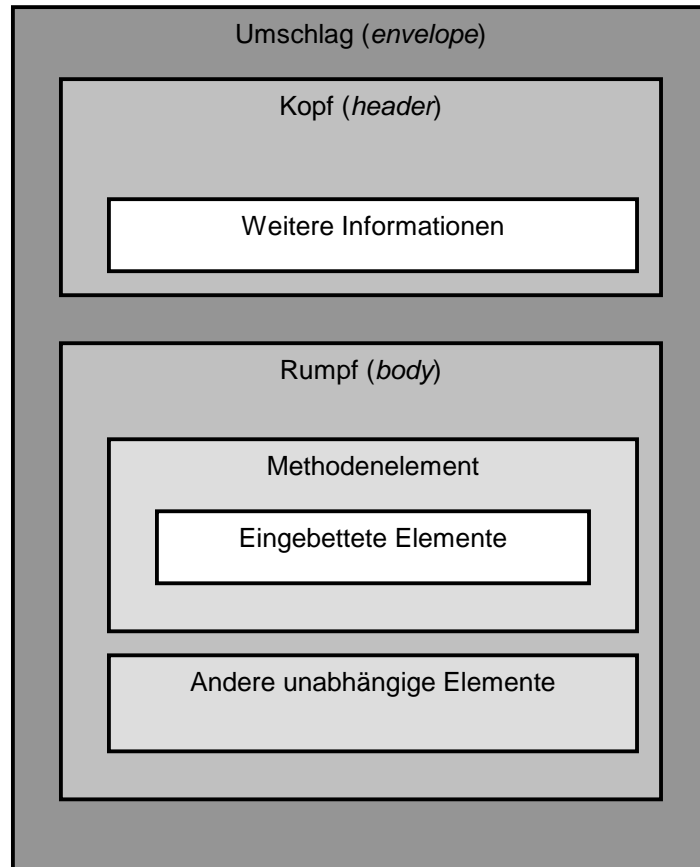 Umschlag (envelope)
Kopf (header)
Weitere Informationen
Rumpf (body)
Methodenelement
Eingebettete Elemente
Andere unabhängige Elemente